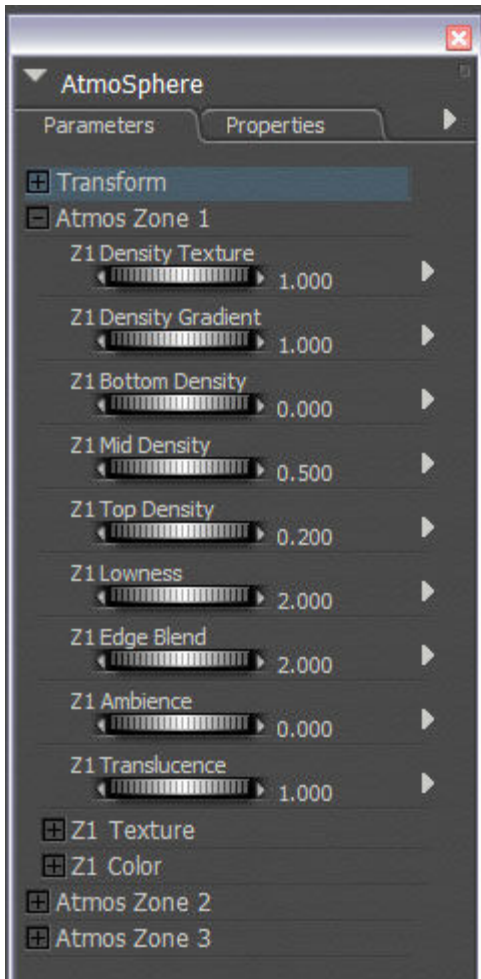 AtmoSphere
Parameters Properties
Transform
Atmos Zone 1
Z1 Density Texture
1.000
Z1 Density Gradient
1.000
Z1 Bottom Density
0.000
Z1 Mid Density
0.500
Z1 Top Density
0.200
Z1 Lowness
2.000
Z1 Edge Blend
2.000
Z1 Ambience
0.000
Z1 Translucence
1.000
Z1 Texture
Z1 Color
Atmos Zone 2
Atmos Zone 3